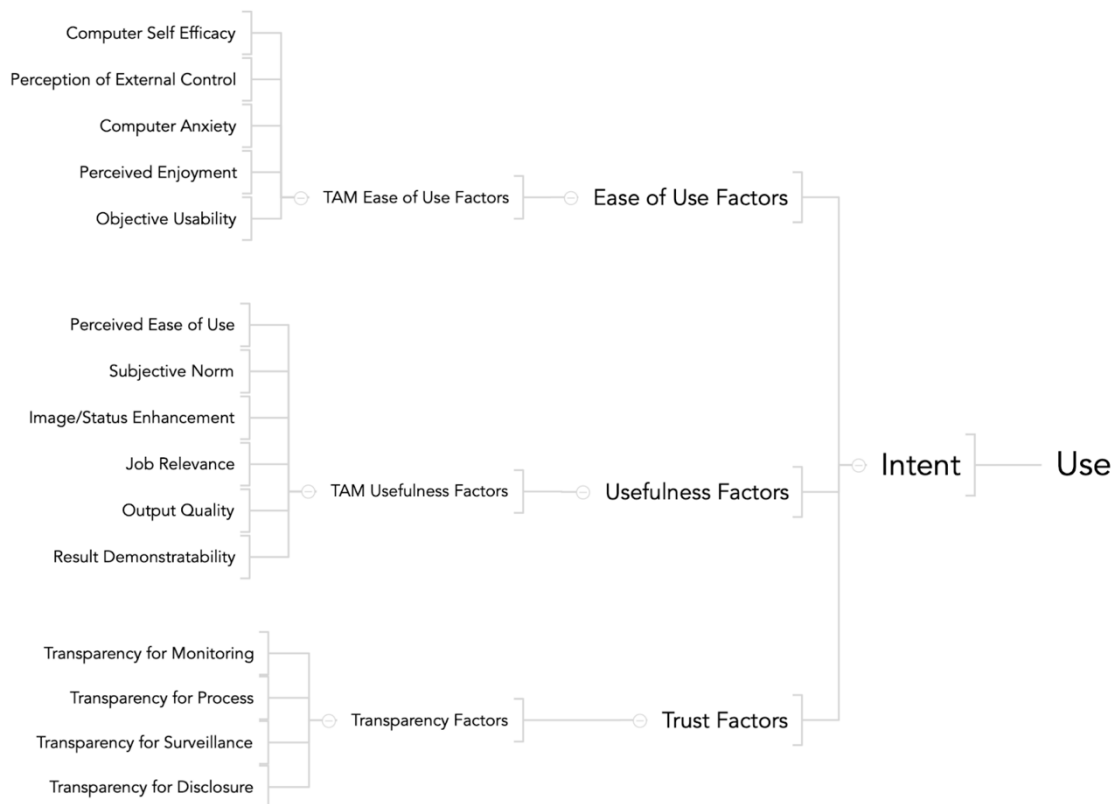 Computer Self Efficacy
Perception of External Control
Computer Anxiety
Perceived Enjoyment
Objective Usability
TAM Ease of Use Factors
Ease of Use Factors
Perceived Ease of Use
Subjective Norm
Image/Status Enhancement
Job Relevance
Output Quality
Result Demonstratability
TAM Usefulness Factors
Usefulness Factors
Intent
Use
Transparency for Monitoring
Transparency for Process
Transparency for Surveillance
Transparency for Disclosure
Transparency Factors
Trust Factors